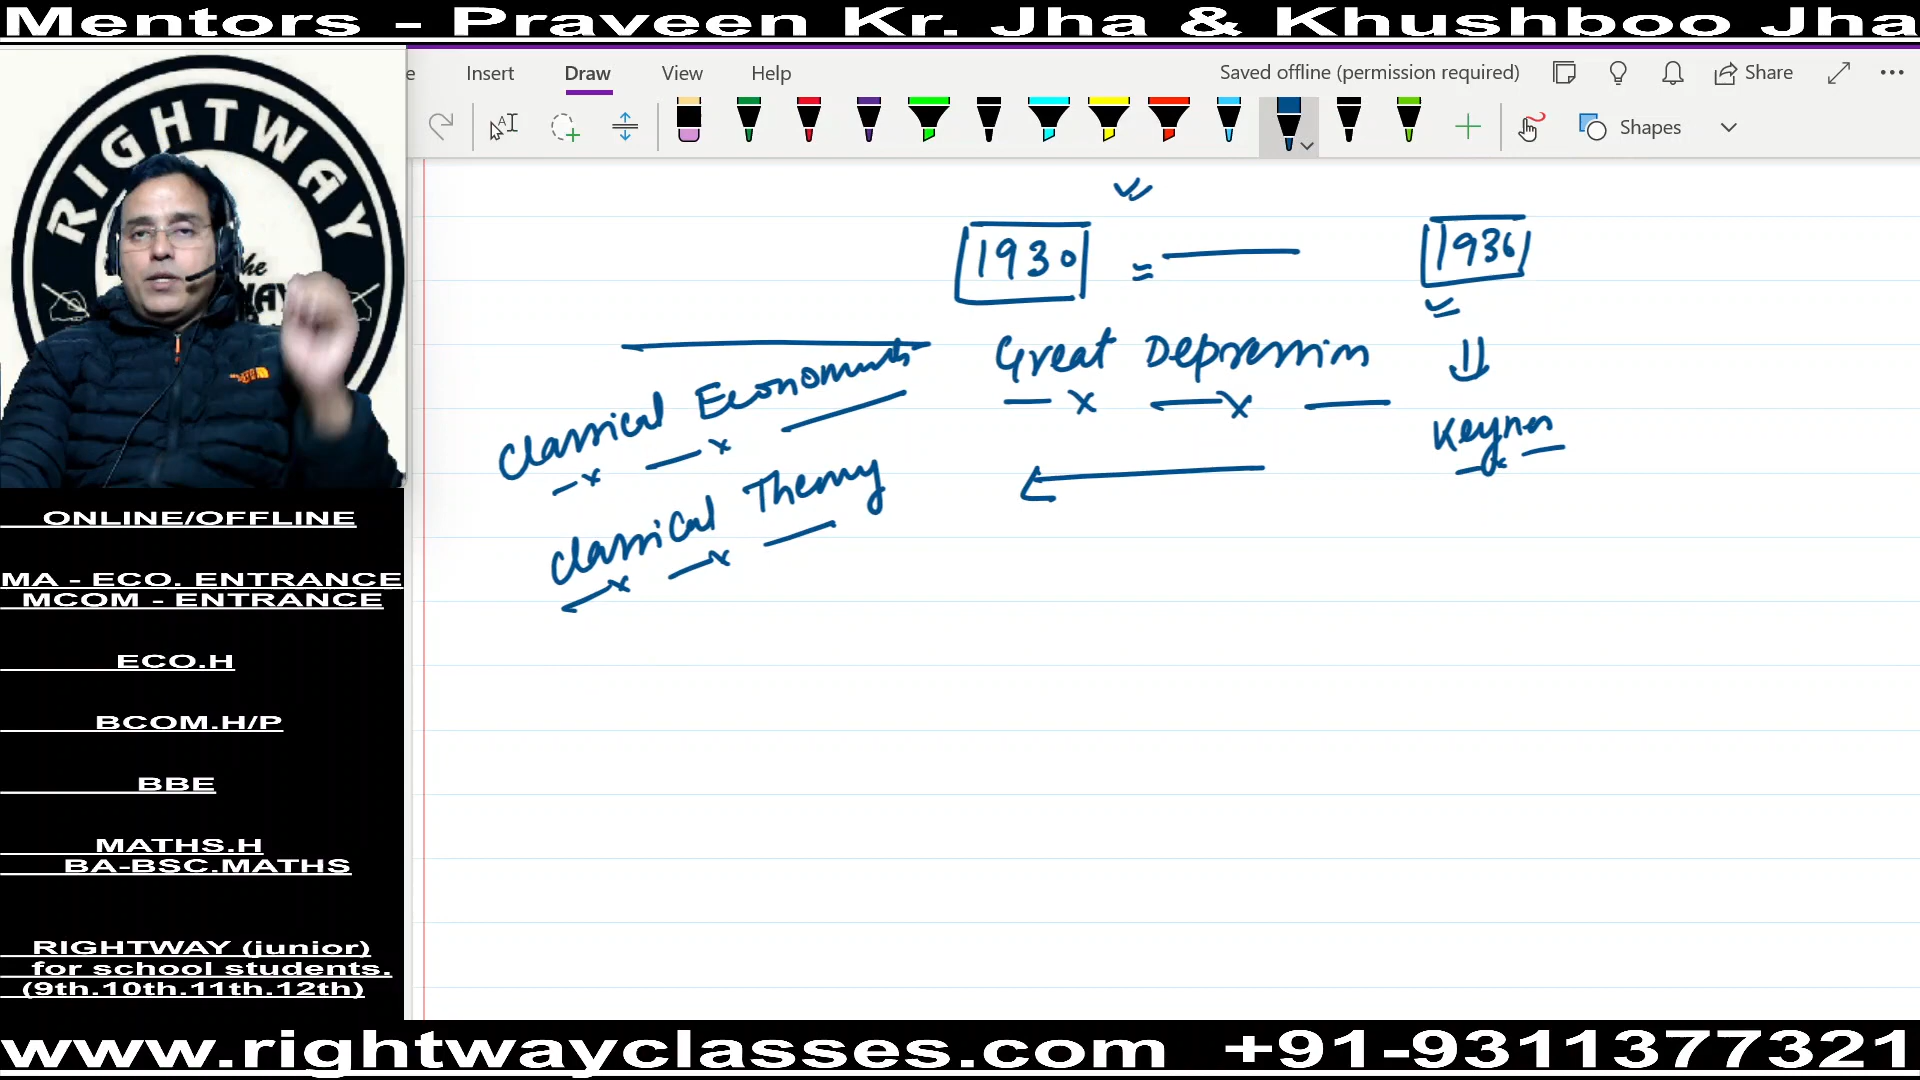 Mentors - Praveen Kr. Jha & Khushboo Jha
RIGHTWAY
Insert Draw View Help
Saved offline (permission required)
Share
Shapes
1930 = 1936
Great Depression
Keynes
Classical Economists
Classical Theory
ONLINE/OFFLINE
MA - ECO. ENTRANCE
MCOM - ENTRANCE
ECO.H
BCOM.H/P
BBE
MATHS.H
BA-BSC.MATHS
RIGHTWAY (junior)
for school students.
(9th.10th.11th.12th)
www.rightwayclasses.com +91-9311377321